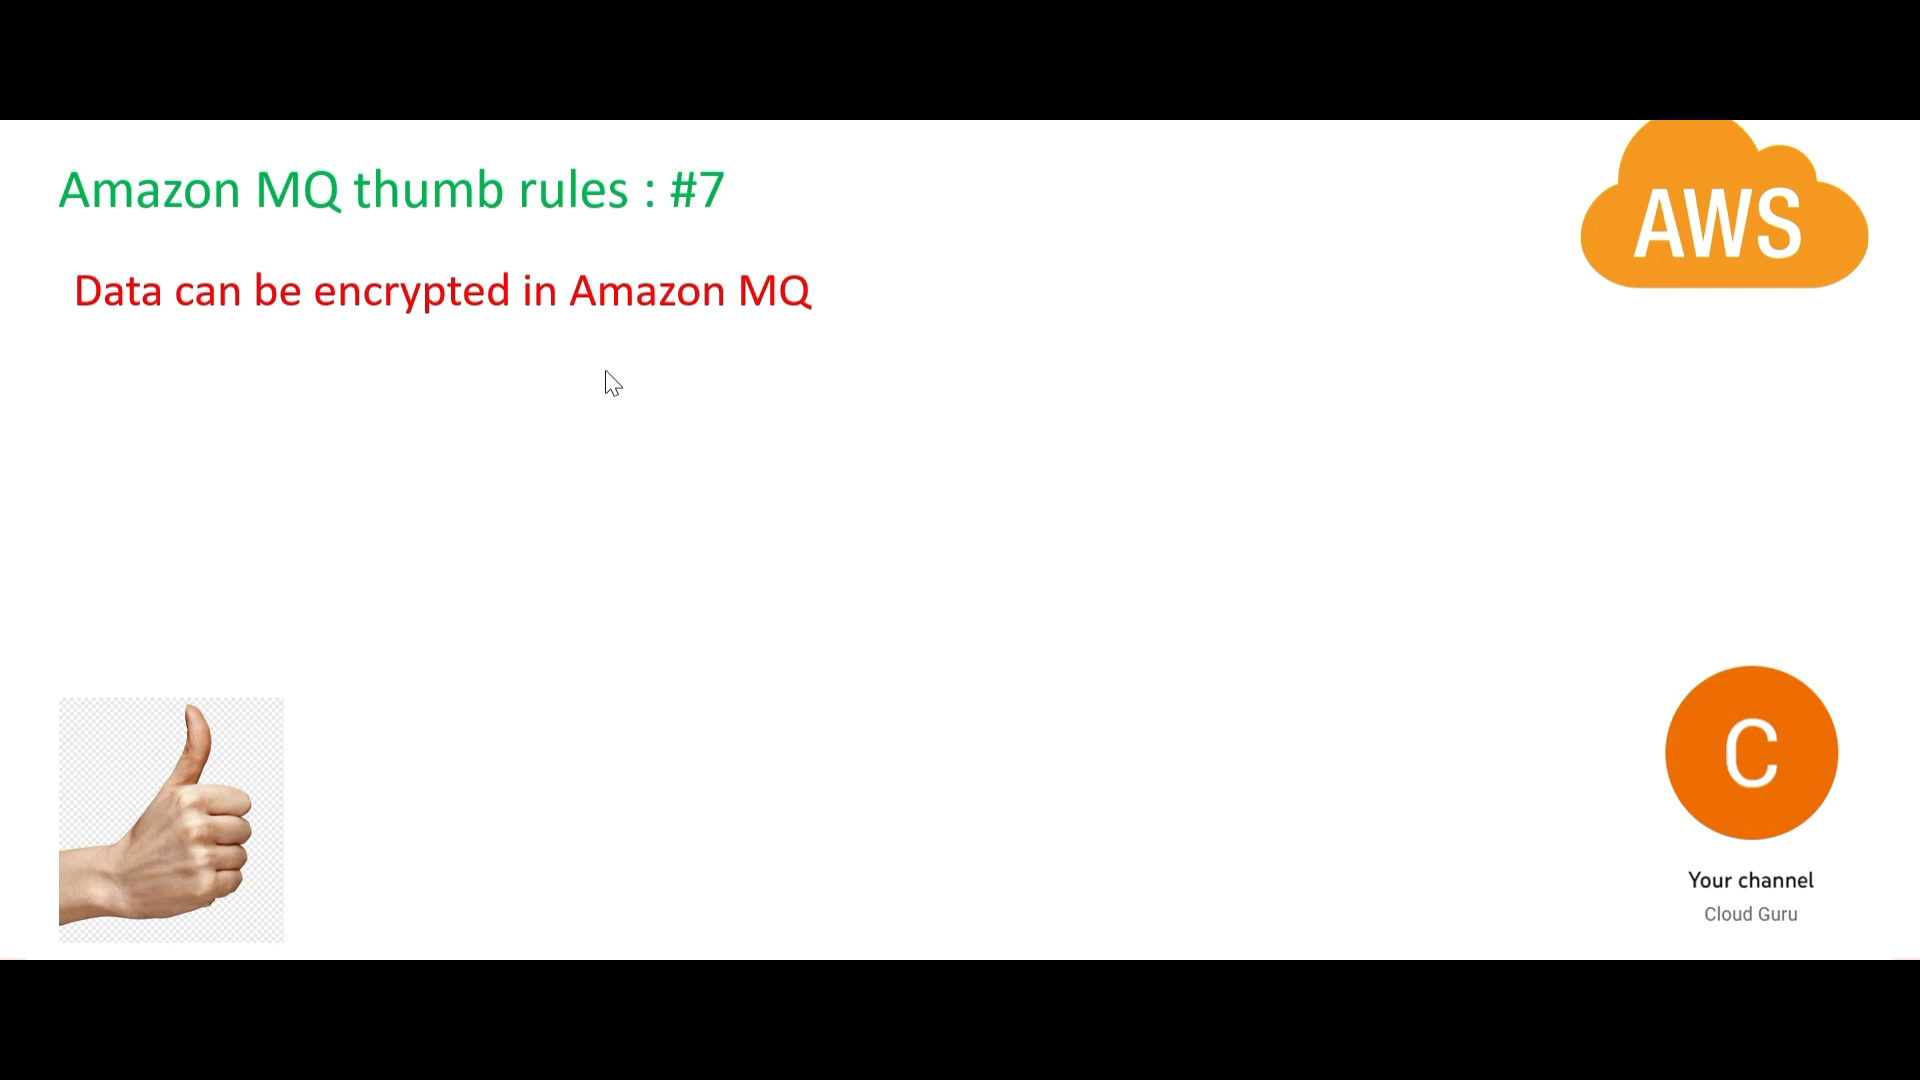 Amazon MQ thumb rules : #7
AWS
Data can be encrypted in Amazon MQ
C
Your channel
Cloud Guru